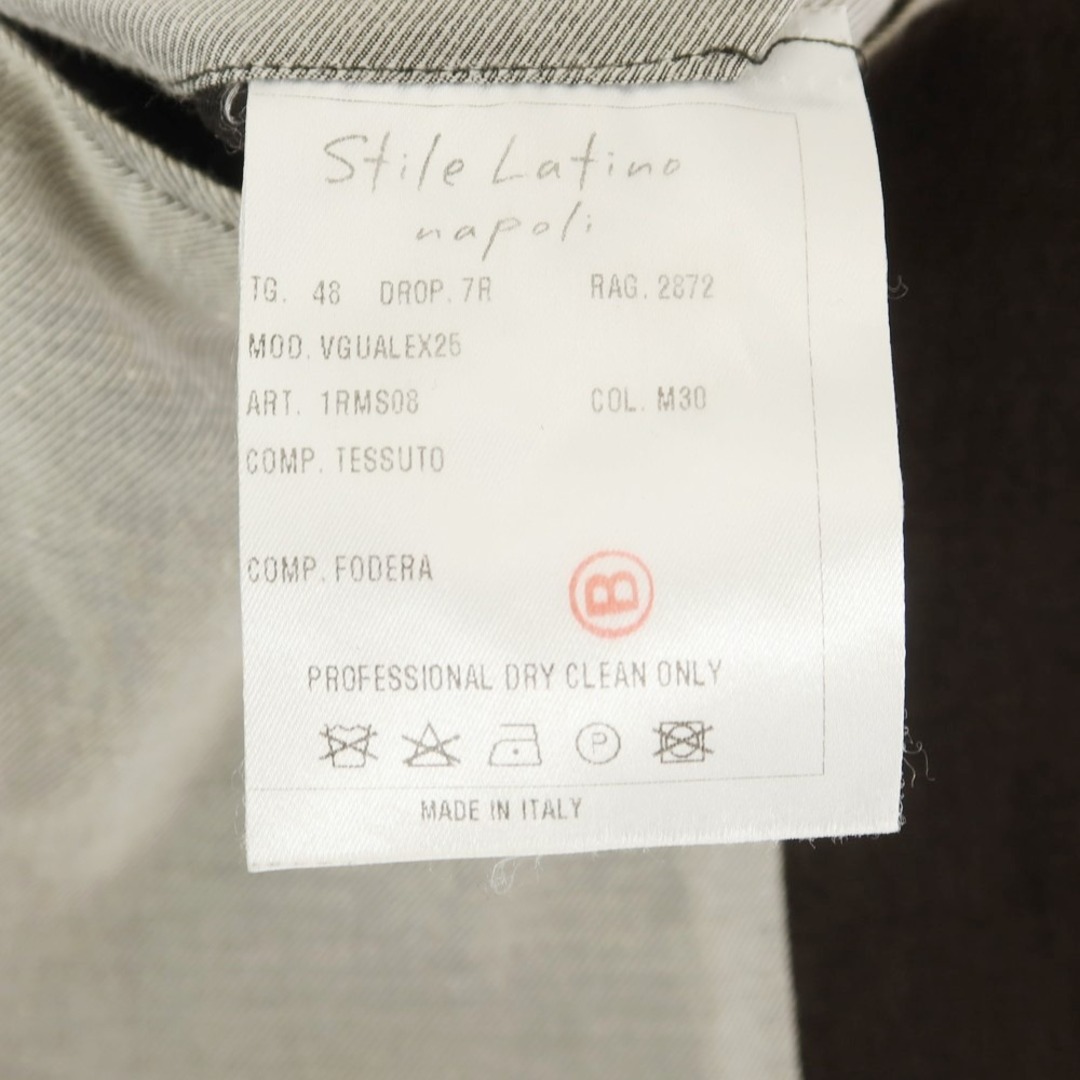 Stile Latino
napoli
TG. 48 DROP. 7R RAG. 2872
MOD. VGUALEX25
ART. 1RMS08 COL. M30
COMP. TESSUTO
COMP. FODERA
B
PROFESSIONAL DRY CLEAN ONLY
P
MADE IN ITALY